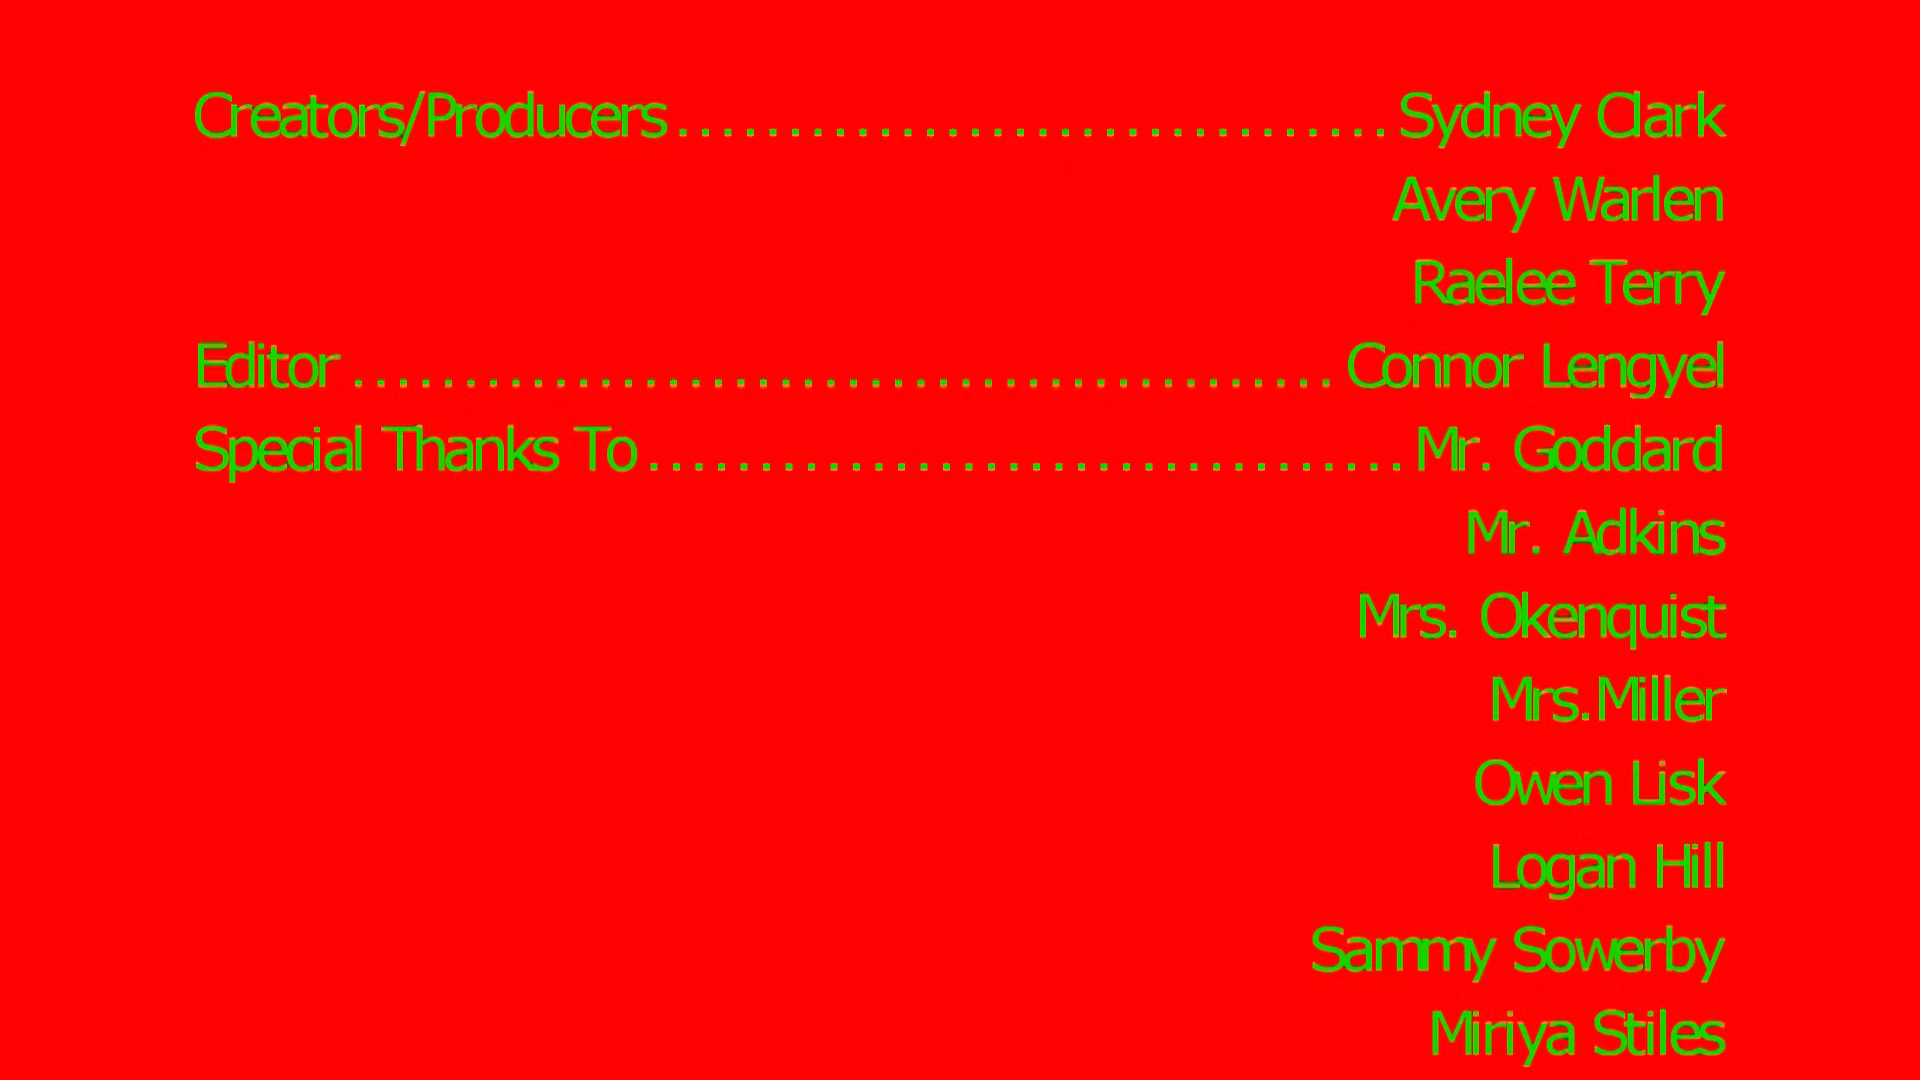 Creators/Producers................................Sydney Clark
Avery Warlen
Raelee Terry
Editor............................................Connor Lengyel
Special Thanks To..................................Mr. Goddard
Mr. Adkins
Mrs. Okenquist
Mrs.Miller
Owen Lisk
Logan Hill
Sammy Sowerby
Miriya Stiles